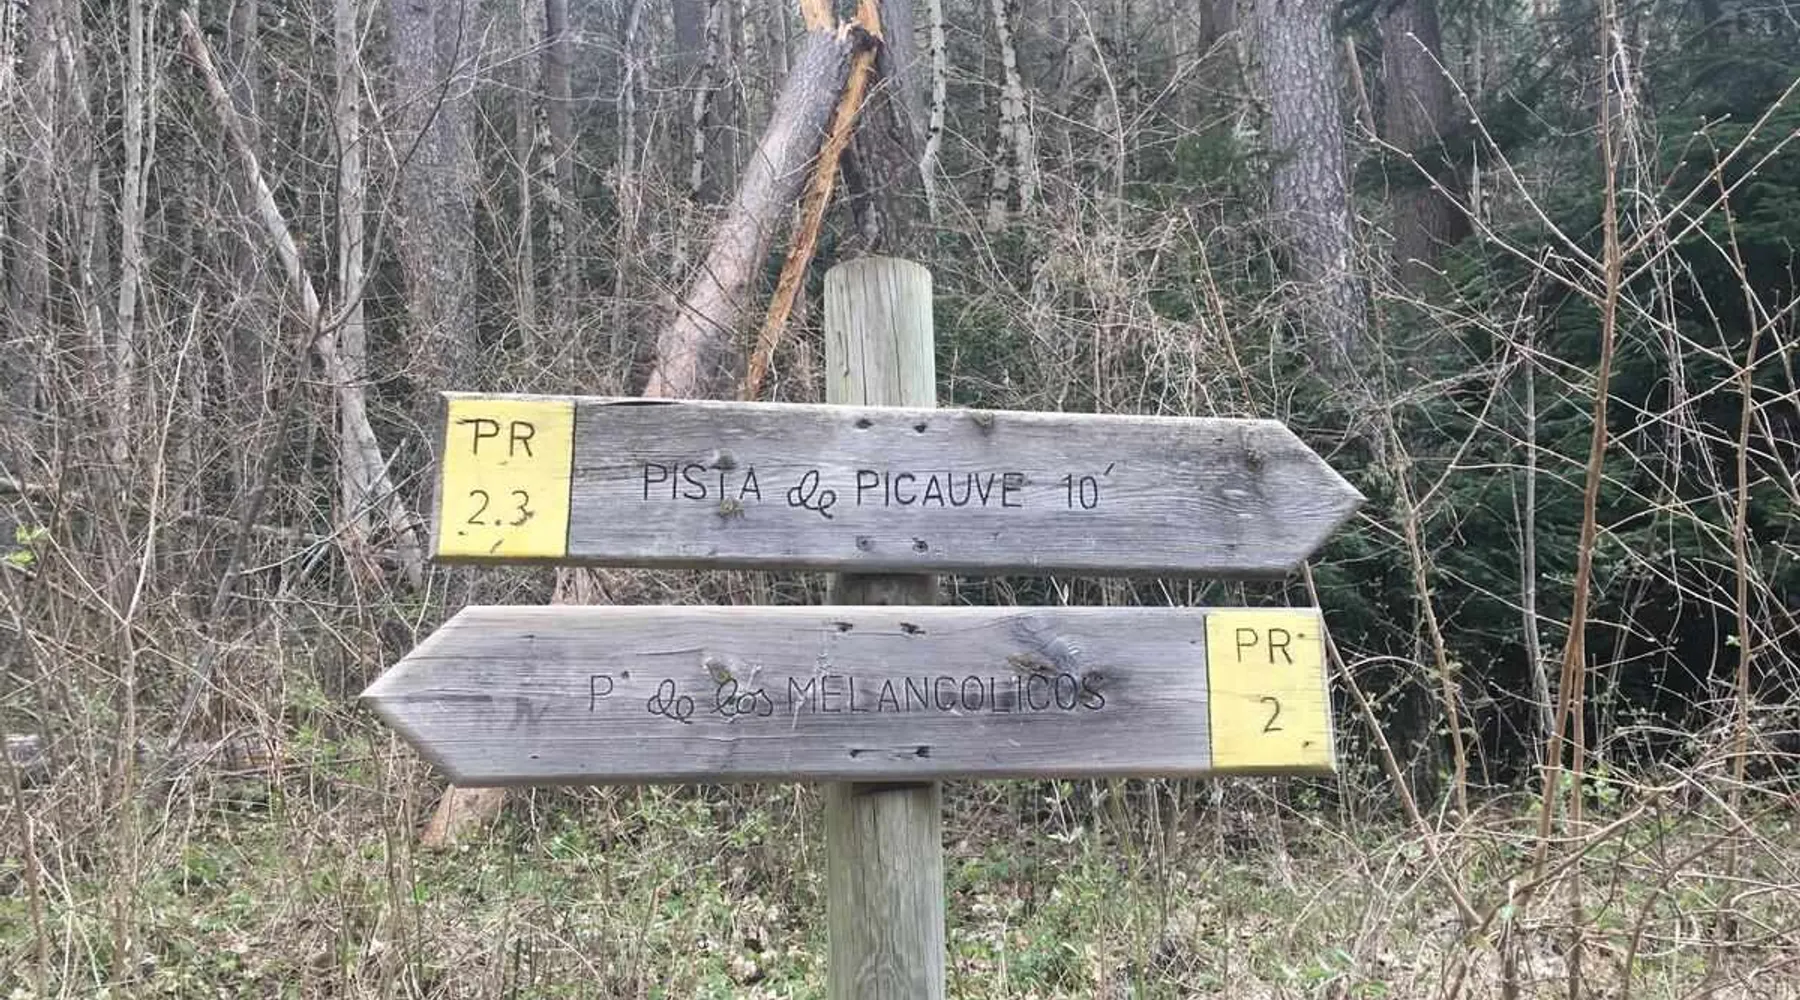 PR
2.3
PISTA de PICAUVE 10´
P° de los MELANCOLICOS
PR
2